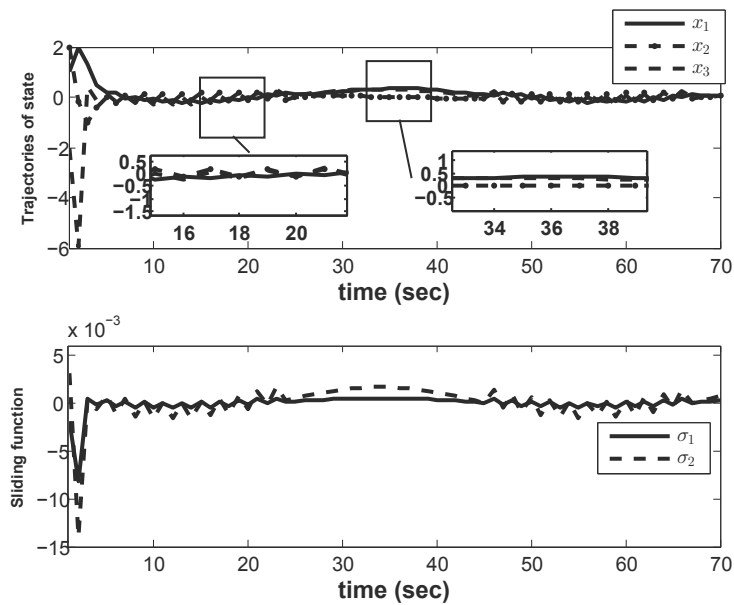 x₁
x₂
x₃
2
0
−2
−4
−6
Trajectories of state
0.5
0
−0.5
−1.5
16 18 20
1
0.5
0
−0.5
34 36 38
10 20 30 40 50 60 70
time (sec)
x 10⁻³
5
0
−5
−10
−15
Sliding function
σ₁
σ₂
10 20 30 40 50 60 70
time (sec)